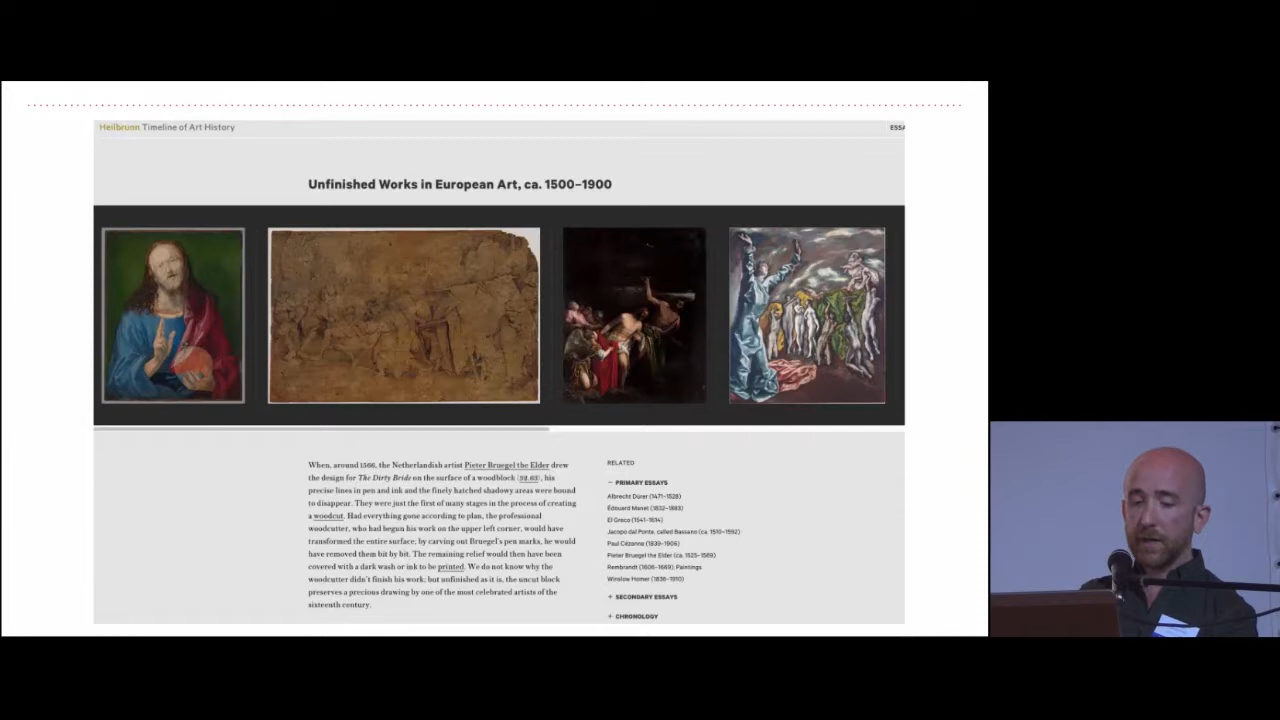 Heilbrunn Timeline of Art History
ESSA
Unfinished Works in European Art, ca. 1500–1900
When, around 1566, the Netherlandish artist Pieter Bruegel the Elder drew
the design for The Dirty Bride on the surface of a woodblock (32.63), his
precise lines in pen and ink and the finely hatched shadowy areas were bound
to disappear. They were just the first of many stages in the process of creating
a woodcut. Had everything gone according to plan, the professional
woodcutter, who had begun his work on the upper left corner, would have
transformed the entire surface; by carving out Bruegel's pen marks, he would
have removed them bit by bit. The remaining relief would then have been
covered with a dark wash or ink to be printed. We do not know why the
woodcutter didn't finish his work; but unfinished as it is, the uncut block
preserves a precious drawing by one of the most celebrated artists of the
sixteenth century.
RELATED
– PRIMARY ESSAYS
Albrecht Dürer (1471–1528)
Édouard Manet (1832–1883)
El Greco (1541–1614)
Jacopo dal Ponte, called Bassano (ca. 1510–1592)
Paul Cézanne (1839–1906)
Pieter Bruegel the Elder (ca. 1525–1569)
Rembrandt (1606–1669): Paintings
Winslow Homer (1836–1910)
+ SECONDARY ESSAYS
+ CHRONOLOGY